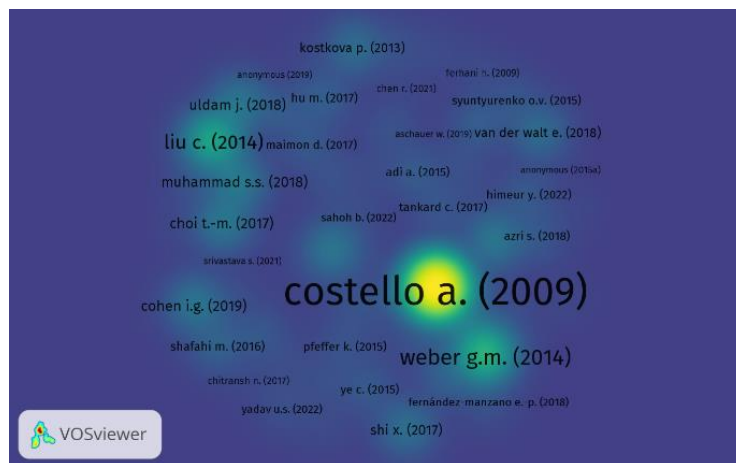 kostkova p. (2013)
anonymous (2019)
ferhani n. (2009)
chen r. (2021)
uldam j. (2018)
hu m. (2017)
syuntyurenko o.v. (2015)
liu c. (2014)
maimon d. (2017)
aschauer w. (2019)
van der walt e. (2018)
adi a. (2015)
anonymous (2015a)
muhammad s.s. (2018)
himeur y. (2022)
tankard c. (2017)
choi t.-m. (2017)
sahoh b. (2022)
azri s. (2018)
srivastava s. (2021)
costello a. (2009)
cohen i.g. (2019)
shafahi m. (2016)
pfeffer k. (2015)
weber g.m. (2014)
chitransh n. (2017)
ye c. (2015)
yadav u.s. (2022)
fernández-manzano e.-p. (2018)
shi x. (2017)
VOSviewer